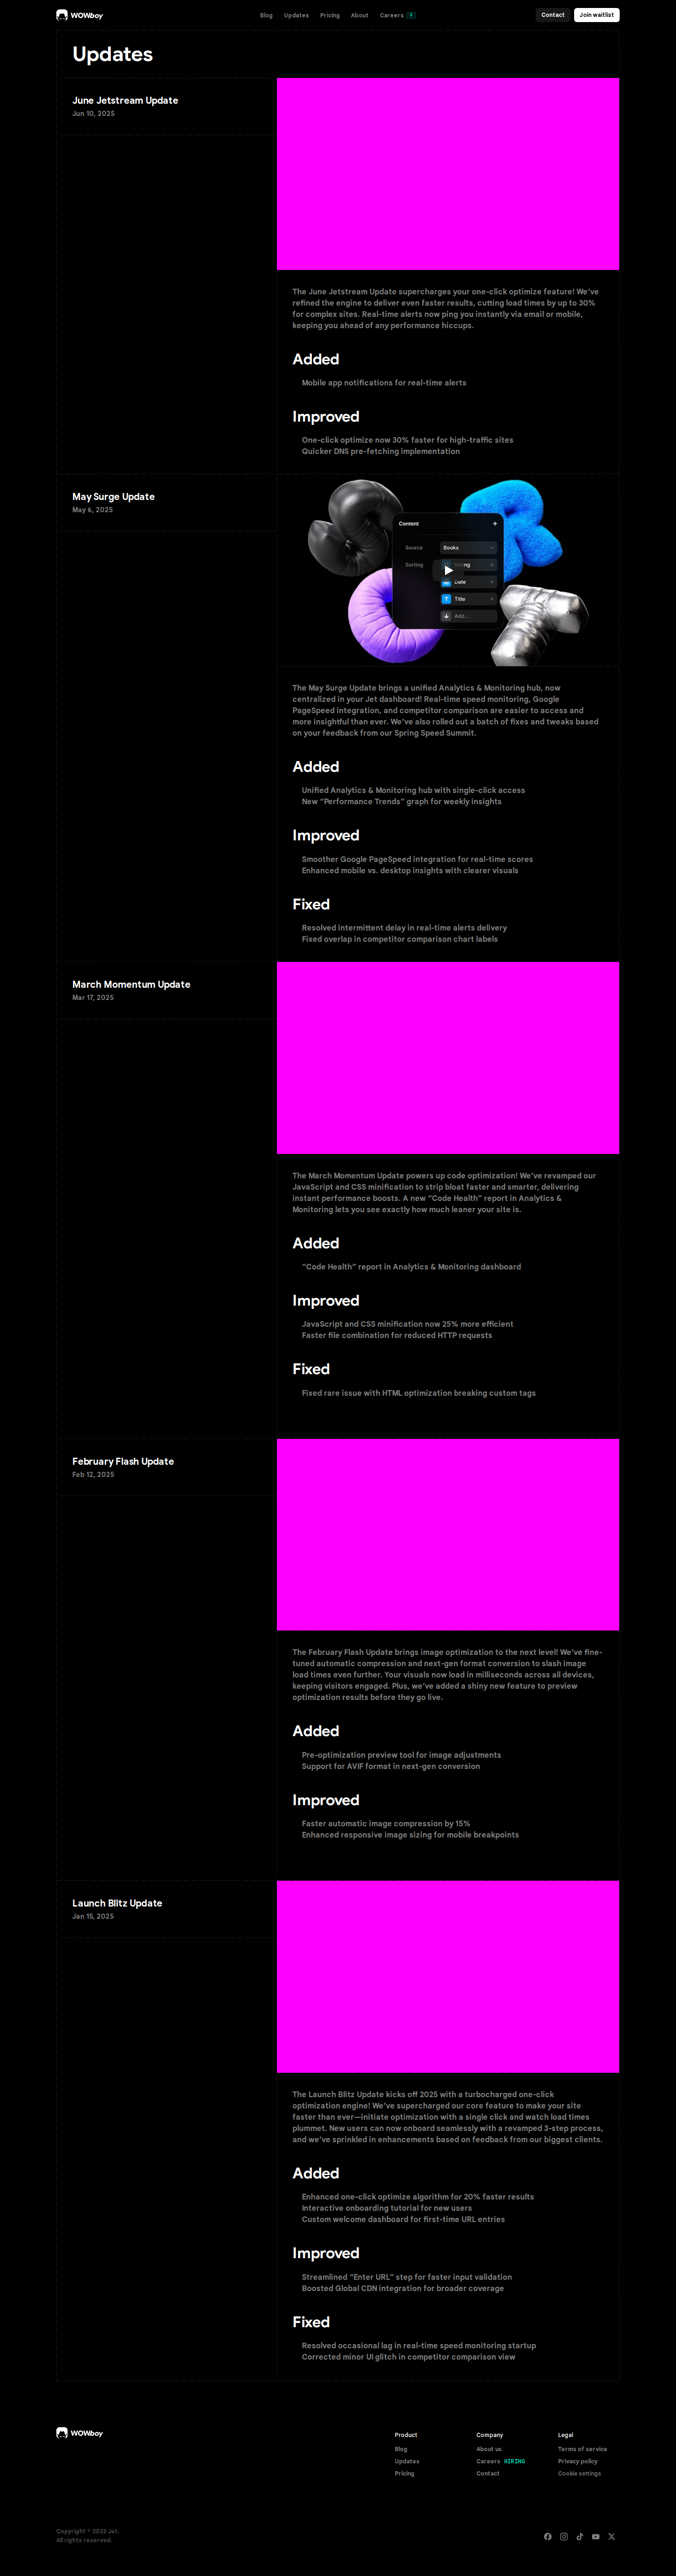 WOWboy
Blog
Updates
Pricing
About
Careers
Contact
Join waitlist
Updates
June Jetstream Update
Jun 10, 2025
The June Jetstream Update supercharges your one-click optimize feature! We've
refined the engine to deliver even faster results, cutting load times by up to 30%
for complex sites. Real-time alerts now ping you instantly via email or mobile,
keeping you ahead of any performance hiccups.
Added
Mobile app notifications for real-time alerts
Improved
One-click optimize now 30% faster for high-traffic sites
Quicker DNS pre-fetching implementation
May Surge Update
May 6, 2025
Content
Source
Books
Sorting
Date
Title
Add...
The May Surge Update brings a unified Analytics & Monitoring hub, now
centralized in your Jet dashboard! Real-time speed monitoring, Google
PageSpeed integration, and competitor comparison are easier to access and
more insightful than ever. We've also rolled out a batch of fixes and tweaks based
on your feedback from our Spring Speed Summit.
Added
Unified Analytics & Monitoring hub with single-click access
New "Performance Trends" graph for weekly insights
Improved
Smoother Google PageSpeed integration for real-time scores
Enhanced mobile vs. desktop insights with clearer visuals
Fixed
Resolved intermittent delay in real-time alerts delivery
Fixed overlap in competitor comparison chart labels
March Momentum Update
Mar 17, 2025
The March Momentum Update powers up code optimization! We've revamped our
JavaScript and CSS minification to strip bloat faster and smarter, delivering
instant performance boosts. A new "Code Health" report in Analytics &
Monitoring lets you see exactly how much leaner your site is.
Added
"Code Health" report in Analytics & Monitoring dashboard
Improved
JavaScript and CSS minification now 25% more efficient
Faster file combination for reduced HTTP requests
Fixed
Fixed rare issue with HTML optimization breaking custom tags
February Flash Update
Feb 12, 2025
The February Flash Update brings image optimization to the next level! We've fine-
tuned automatic compression and next-gen format conversion to slash image
load times even further. Your visuals now load in milliseconds across all devices,
keeping visitors engaged. Plus, we've added a shiny new feature to preview
optimization results before they go live.
Added
Pre-optimization preview tool for image adjustments
Support for AVIF format in next-gen conversion
Improved
Faster automatic image compression by 15%
Enhanced responsive image sizing for mobile breakpoints
Launch Blitz Update
Jan 15, 2025
The Launch Blitz Update kicks off 2025 with a turbocharged one-click
optimization engine! We've supercharged our core feature to make your site
faster than ever—initiate optimization with a single click and watch load times
plummet. New users can now onboard seamlessly with a revamped 3-step process,
and we've sprinkled in enhancements based on feedback from our biggest clients.
Added
Enhanced one-click optimize algorithm for 20% faster results
Interactive onboarding tutorial for new users
Custom welcome dashboard for first-time URL entries
Improved
Streamlined "Enter URL" step for faster input validation
Boosted Global CDN integration for broader coverage
Fixed
Resolved occasional lag in real-time speed monitoring startup
Corrected minor UI glitch in competitor comparison view
WOWboy
Product
Blog
Updates
Pricing
Company
About us
Careers HIRING
Contact
Legal
Terms of service
Privacy policy
Cookie settings
Copyright © 2035 Jet.
All rights reserved.